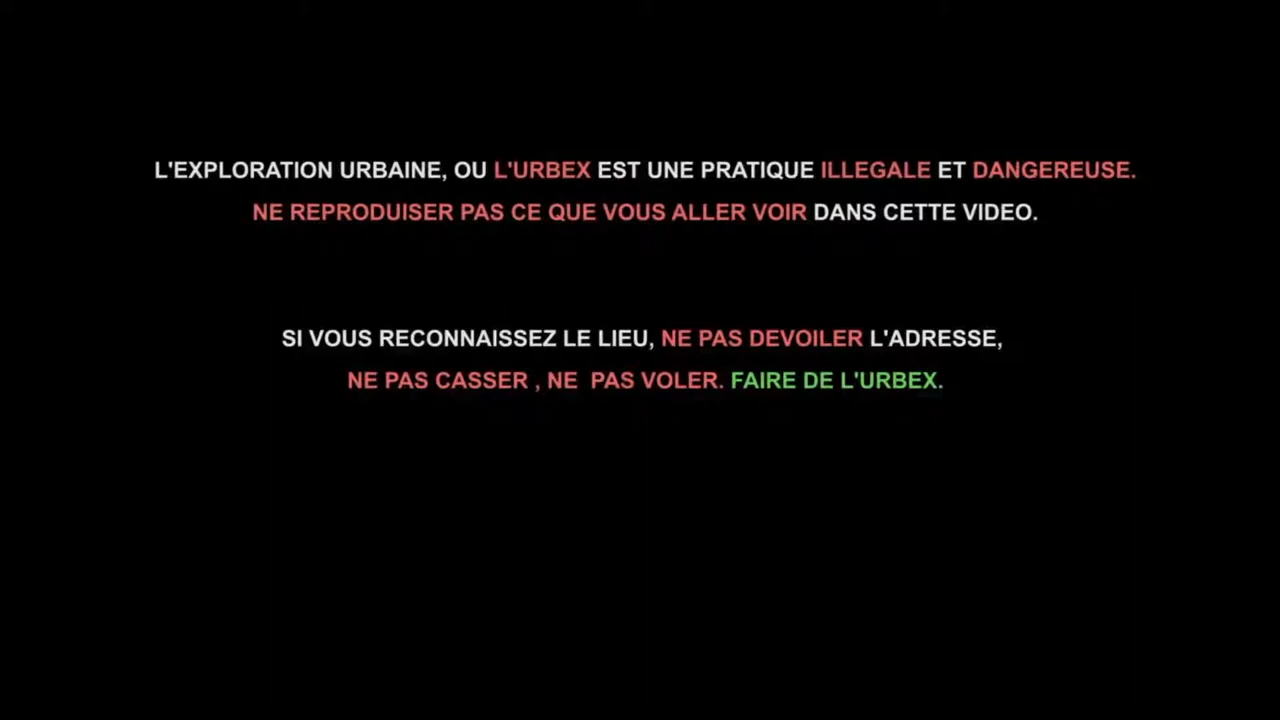 L'EXPLORATION URBAINE, OU L'URBEX EST UNE PRATIQUE ILLEGALE ET DANGEREUSE.
NE REPRODUISER PAS CE QUE VOUS ALLER VOIR DANS CETTE VIDEO.
SI VOUS RECONNAISSEZ LE LIEU, NE PAS DEVOILER L'ADRESSE,
NE PAS CASSER , NE  PAS VOLER. FAIRE DE L'URBEX.